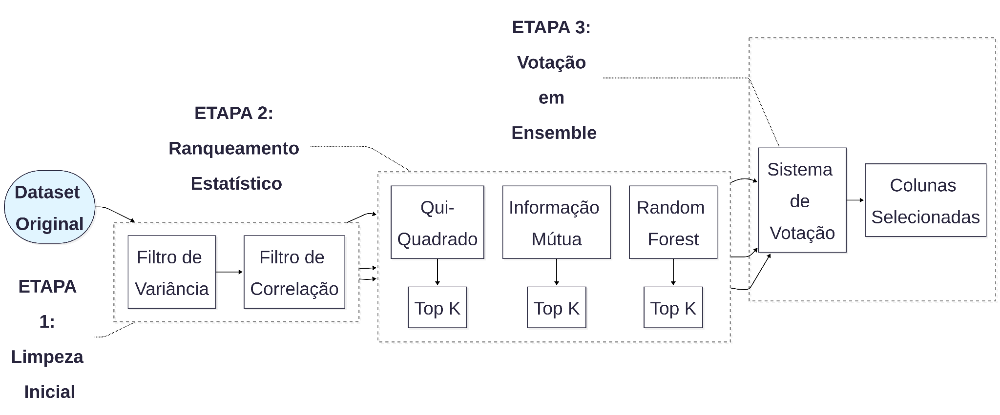 Dataset
Original
ETAPA
1:
Limpeza
Inicial
Filtro de
Variância
Filtro de
Correlação
ETAPA 2:
Ranqueamento
Estatístico
Qui-
Quadrado
Top K
Informação
Mútua
Top K
Random
Forest
Top K
ETAPA 3:
Votação
em
Ensemble
Sistema
de
Votação
Colunas
Selecionadas